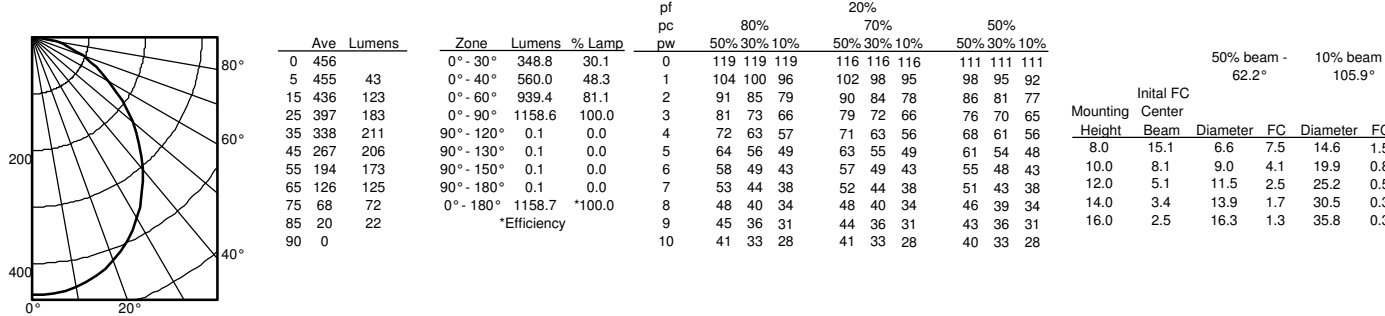 200
400
0° 20°
80°
60°
40°
Ave Lumens
0 456
5 455 43
15 436 123
25 397 183
35 338 211
45 267 206
55 194 173
65 126 125
75 68 72
85 20 22
90 0
Zone Lumens % Lamp
0° - 30° 348.8 30.1
0° - 40° 560.0 48.3
0° - 60° 939.4 81.1
0° - 90° 1158.6 100.0
90° - 120° 0.1 0.0
90° - 130° 0.1 0.0
90° - 150° 0.1 0.0
90° - 180° 0.1 0.0
0° - 180° 1158.7 *100.0
*Efficiency
pf 20%
pc 80% 70% 50%
pw 50% 30% 10% 50% 30% 10% 50% 30% 10%
0 119 119 119 116 116 116 111 111 111
1 104 100 96 102 98 95 98 95 92
2 91 85 79 90 84 78 86 81 77
3 81 73 66 79 72 66 76 70 65
4 72 63 57 71 63 56 68 61 56
5 64 56 49 63 55 49 61 54 48
6 58 49 43 57 49 43 55 48 43
7 53 44 38 52 44 38 51 43 38
8 48 40 34 48 40 34 46 39 34
9 45 36 31 44 36 31 43 36 31
10 41 33 28 41 33 28 40 33 28
50% beam - 10% beam
62.2° 105.9°
Inital FC
Mounting Center
Height Beam Diameter FC Diameter FC
8.0 15.1 6.6 7.5 14.6 1.5
10.0 8.1 9.0 4.1 19.9 0.8
12.0 5.1 11.5 2.5 25.2 0.5
14.0 3.4 13.9 1.7 30.5 0.3
16.0 2.5 16.3 1.3 35.8 0.3